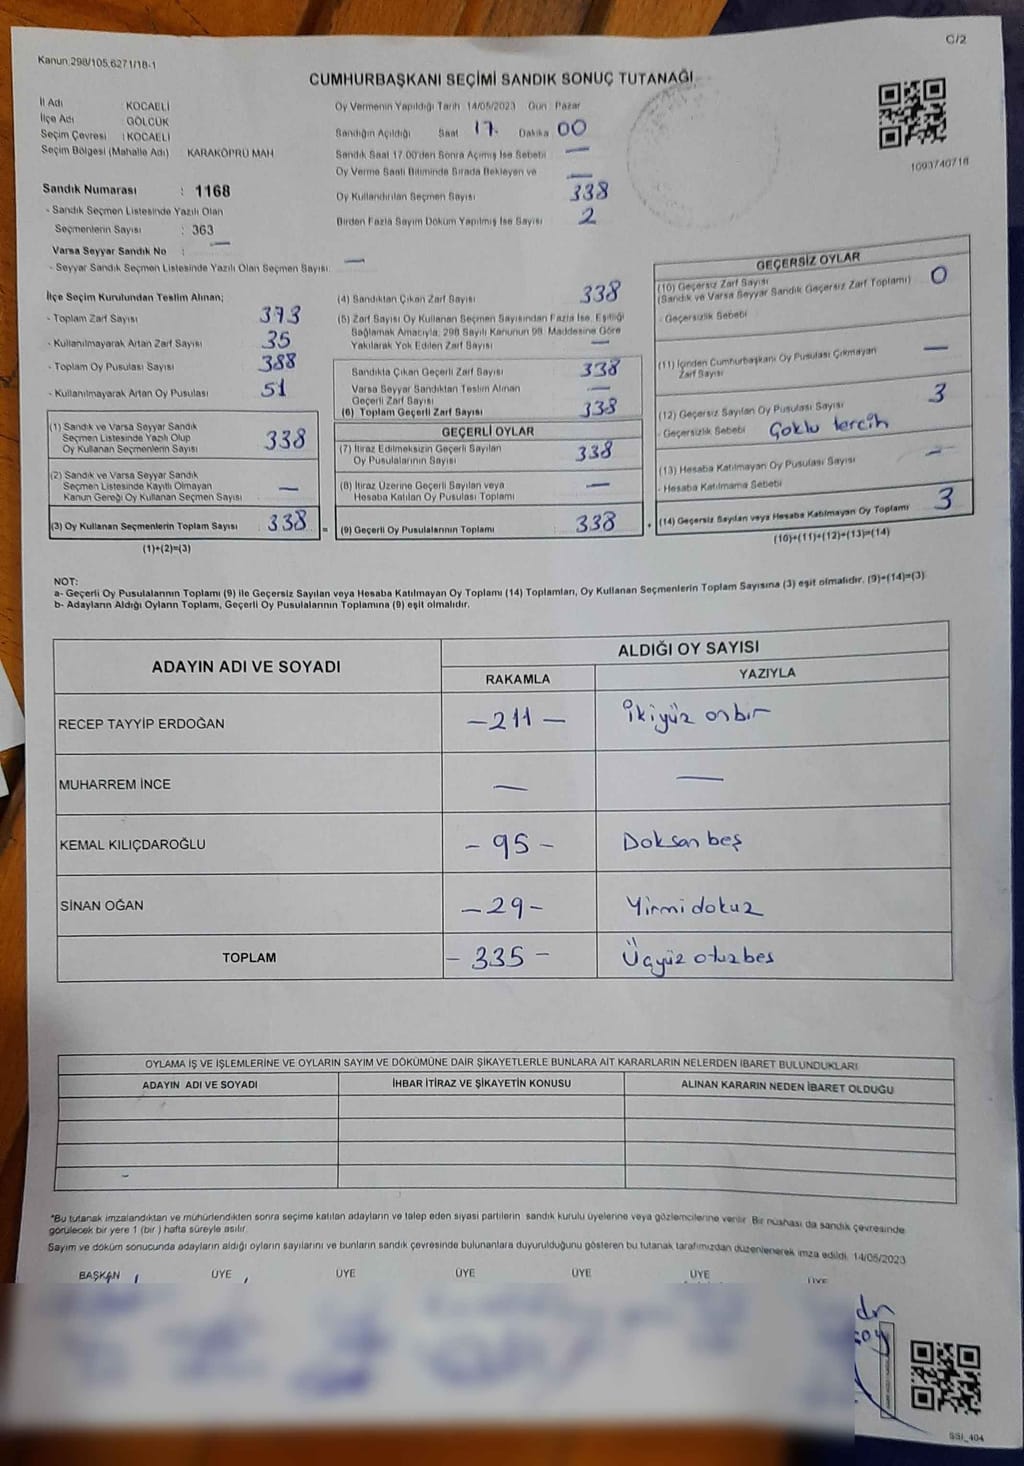 C/2
Kanun:298/105,6271/18-1
CUMHURBAŞKANI SEÇİMİ SANDIK SONUÇ TUTANAĞI
İl Adı : KOCAELİ
İlçe Adı : GÖLCÜK
Seçim Çevresi : KOCAELİ
Seçim Bölgesi (Mahalle Adı) KARAKÖPRÜ MAH
Oy Vermenin Yapıldığı Tarih 14/05/2023 Gün : Pazar
Sandığın Açıldığı Saat 17. Dakika 00
Sandık Saat 17.00'den Sonra Açımış İse Sebebi —
Oy Verme Saati Bitiminde Sırada Bekleyen ve —
Oy Kullandırılan Seçmen Sayısı 338
Birden Fazla Sayım Döküm Yapılmış İse Sayısı 2
1093740718
Sandık Numarası : 1168
- Sandık Seçmen Listesinde Yazılı Olan
Seçmenlerin Sayısı : 363
Varsa Seyyar Sandık No : —
- Seyyar Sandık Seçmen Listesinde Yazılı Olan Seçmen Sayısı: —
İlçe Seçim Kurulundan Teslim Alınan;
- Toplam Zarf Sayısı 373
- Kullanılmayarak Artan Zarf Sayısı 35
- Toplam Oy Pusulası Sayısı 388
- Kullanılmayarak Artan Oy Pusulası 51
(1) Sandık ve Varsa Seyyar Sandık
Seçmen Listesinde Yazılı Olup
Oy Kullanan Seçmenlerin Sayısı 338
(2) Sandık ve Varsa Seyyar Sandık
Seçmen Listesinde Kayıtlı Olmayan
Kanun Gereği Oy Kullanan Seçmen Sayısı —
(3) Oy Kullanan Seçmenlerin Toplam Sayısı 338 =
(1)+(2)=(3)
(4) Sandıktan Çıkan Zarf Sayısı 338
(5) Zarf Sayısı Oy Kullanan Seçmen Sayısından Fazla İse, Eşitliği
Sağlamak Amacıyla, 298 Sayılı Kanunun 98. Maddesine Göre
Yakılarak Yok Edilen Zarf Sayısı —
Sandıkta Çıkan Geçerli Zarf Sayısı 338
Varsa Seyyar Sandıktan Teslim Alınan
Geçerli Zarf Sayısı —
(6) Toplam Geçerli Zarf Sayısı 338
GEÇERLİ OYLAR
(7) İtiraz Edilmeksizin Geçerli Sayılan
Oy Pusulalarının Sayısı 338
(8) İtiraz Üzerine Geçerli Sayılan veya
Hesaba Katılan Oy Pusulası Toplamı —
(9) Geçerli Oy Pusulalarının Toplamı 338 +
GEÇERSİZ OYLAR
(10) Geçersiz Zarf Sayısı
(Sandık ve Varsa Seyyar Sandık Geçersiz Zarf Toplamı) 0
- Geçersizlik Sebebi
(11) İçinden Cumhurbaşkanı Oy Pusulası Çıkmayan
Zarf Sayısı —
(12) Geçersiz Sayılan Oy Pusulası Sayısı 3
- Geçersizlik Sebebi Çoklu tercih
(13) Hesaba Katılmayan Oy Pusulası Sayısı —
- Hesaba Katılmama Sebebi
(14) Geçersiz Sayılan veya Hesaba Katılmayan Oy Toplamı 3
(10)+(11)+(12)+(13)=(14)
NOT:
a- Geçerli Oy Pusulalarının Toplamı (9) ile Geçersiz Sayılan veya Hesaba Katılmayan Oy Toplamı (14) Toplamları, Oy Kullanan Seçmenlerin Toplam Sayısına (3) eşit olmalıdır. (9)+(14)=(3)
b- Adayların Aldığı Oyların Toplamı, Geçerli Oy Pusulalarının Toplamına (9) eşit olmalıdır.
ADAYIN ADI VE SOYADI ALDIĞI OY SAYISI
RAKAMLA YAZIYLA
RECEP TAYYİP ERDOĞAN —211— ikiyüz onbir
MUHARREM İNCE — —
KEMAL KILIÇDAROĞLU -95- Doksan beş
SİNAN OĞAN —29- Yirmi dokuz
TOPLAM -335- Üçyüz otuzbes
OYLAMA İŞ VE İŞLEMLERİNE VE OYLARIN SAYIM VE DÖKÜMÜNE DAİR ŞİKAYETLERLE BUNLARA AİT KARARLARIN NELERDEN İBARET BULUNDUKLARI
ADAYIN ADI VE SOYADI İHBAR İTİRAZ VE ŞİKAYETİN KONUSU ALINAN KARARIN NEDEN İBARET OLDUĞU
-
*Bu tutanak imzalandıktan ve mühürlendikten sonra seçime katılan adayların ve talep eden siyasi partilerin sandık kurulu üyelerine veya gözlemcilerine verilir. Bir nüshası da sandık çevresinde
görülecek bir yere 1 (bir) hafta süreyle asılır.
Sayım ve döküm sonucunda adayların aldığı oyların sayılarını ve bunların sandık çevresinde bulunanlara duyurulduğunu gösteren bu tutanak tarafımızdan düzenlenerek imza edildi. 14/05/2023
BAŞKAN ÜYE ÜYE ÜYE ÜYE ÜYE ÜYE
SSI_404